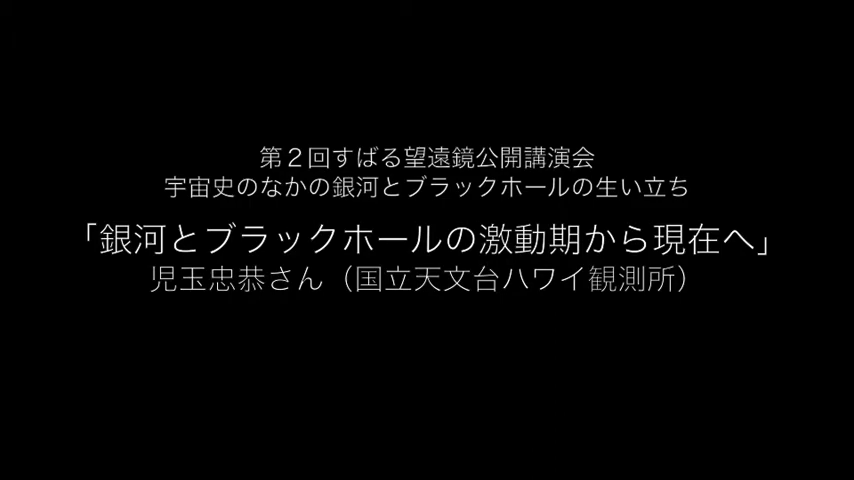 第２回すばる望遠鏡公開講演会
宇宙史のなかの銀河とブラックホールの生い立ち
「銀河とブラックホールの激動期から現在へ」
児玉忠恭さん（国立天文台ハワイ観測所）